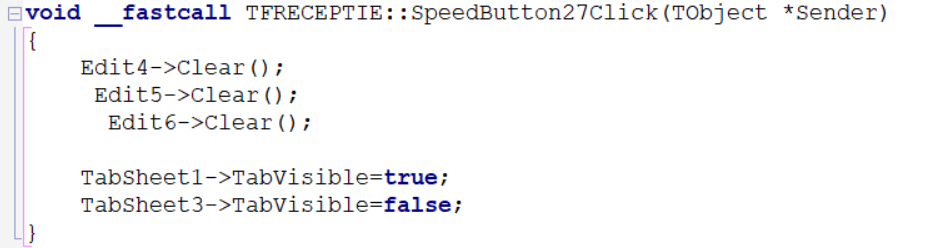 void __fastcall TFRECEPTIE::SpeedButton27Click(TObject *Sender)
{
    Edit4->Clear();
     Edit5->Clear();
      Edit6->Clear();

    TabSheet1->TabVisible=true;
    TabSheet3->TabVisible=false;
}